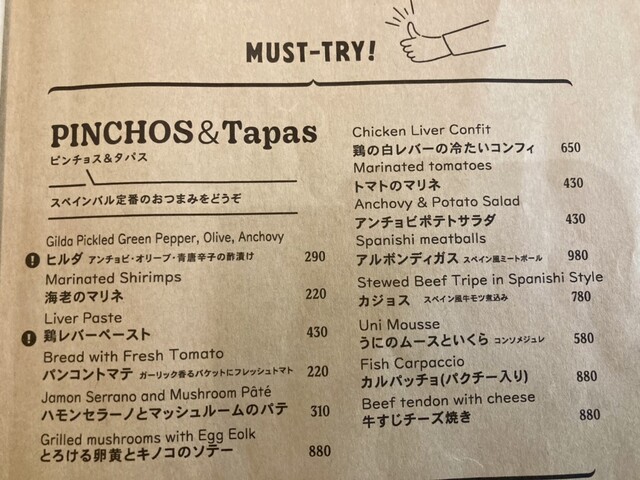 MUST-TRY!
PINCHOS & Tapas
ピンチョス&タパス
スペインバル定番のおつまみをどうぞ
Gilda Pickled Green Pepper, Olive, Anchovy
ヒルダ アンチョビ・オリーブ・青唐辛子の酢漬け 290
Marinated Shirimps
海老のマリネ 220
Liver Paste
鶏レバーペースト 430
Bread with Fresh Tomato
パンコントマテ ガーリック香るバケットにフレッシュトマト 220
Jamon Serrano and Mushroom Pâté
ハモンセラーノとマッシュルームのパテ 310
Grilled mushrooms with Egg Eolk
とろける卵黄とキノコのソテー 880
Chicken Liver Confit
鶏の白レバーの冷たいコンフィ 650
Marinated tomatoes
トマトのマリネ 430
Anchovy & Potato Salad
アンチョビポテトサラダ 430
Spanishi meatballs
アルボンディガス スペイン風ミートボール 980
Stewed Beef Tripe in Spanishi Style
カジョス スペイン風牛モツ煮込み 780
Uni Mousse
うにのムースといくら コンソメジュレ 580
Fish Carpaccio
カルパッチョ(パクチー入り) 880
Beef tendon with cheese
牛すじチーズ焼き 880